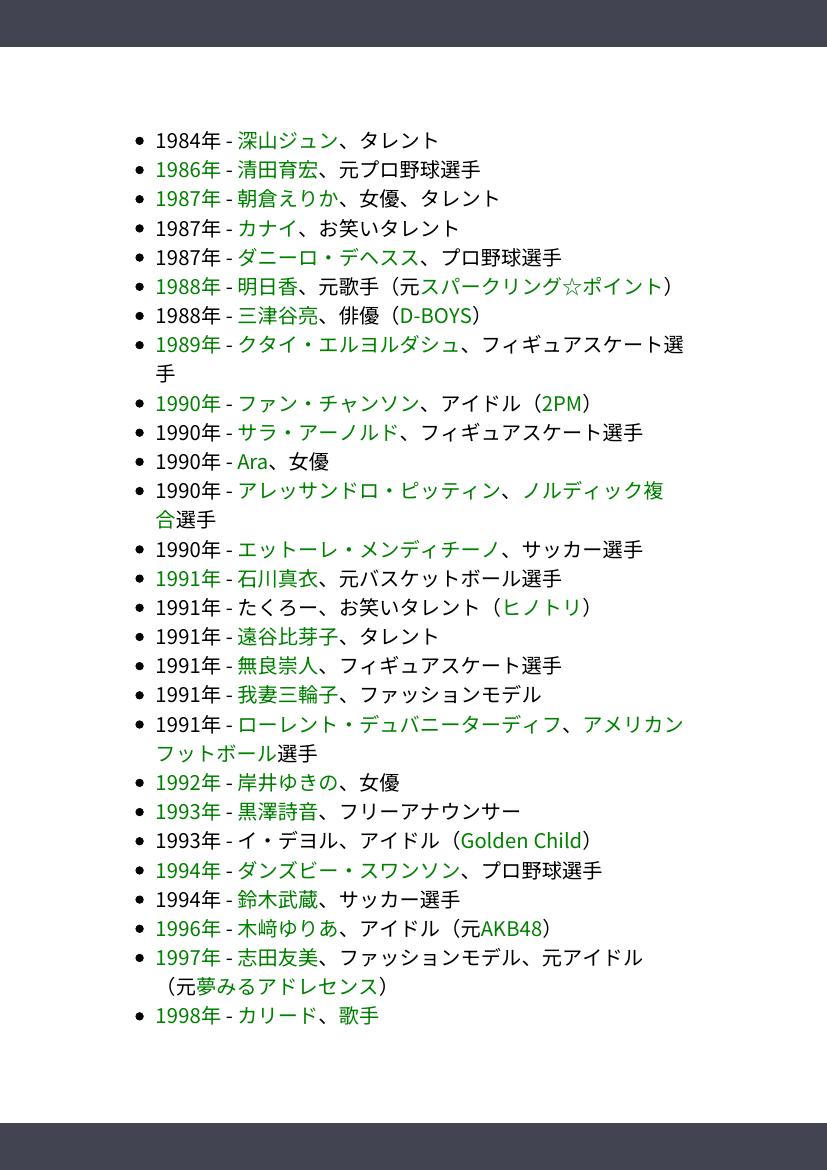 1984年 - 深山ジュン、タレント
1986年 - 清田育宏、元プロ野球選手
1987年 - 朝倉えりか、女優、タレント
1987年 - カナイ、お笑いタレント
1987年 - ダニーロ・デヘスス、プロ野球選手
1988年 - 明日香、元歌手（元スパークリング☆ポイント）
1988年 - 三津谷亮、俳優（D-BOYS）
1989年 - クタイ・エルヨルダシュ、フィギュアスケート選
手
1990年 - ファン・チャンソン、アイドル（2PM）
1990年 - サラ・アーノルド、フィギュアスケート選手
1990年 - Ara、女優
1990年 - アレッサンドロ・ピッティン、ノルディック複
合選手
1990年 - エットーレ・メンディチーノ、サッカー選手
1991年 - 石川真衣、元バスケットボール選手
1991年 - たくろー、お笑いタレント（ヒノトリ）
1991年 - 遠谷比芽子、タレント
1991年 - 無良崇人、フィギュアスケート選手
1991年 - 我妻三輪子、ファッションモデル
1991年 - ローレント・デュバニーターディフ、アメリカン
フットボール選手
1992年 - 岸井ゆきの、女優
1993年 - 黒澤詩音、フリーアナウンサー
1993年 - イ・デヨル、アイドル（Golden Child）
1994年 - ダンズビー・スワンソン、プロ野球選手
1994年 - 鈴木武蔵、サッカー選手
1996年 - 木﨑ゆりあ、アイドル（元AKB48）
1997年 - 志田友美、ファッションモデル、元アイドル
（元夢みるアドレセンス）
1998年 - カリード、歌手